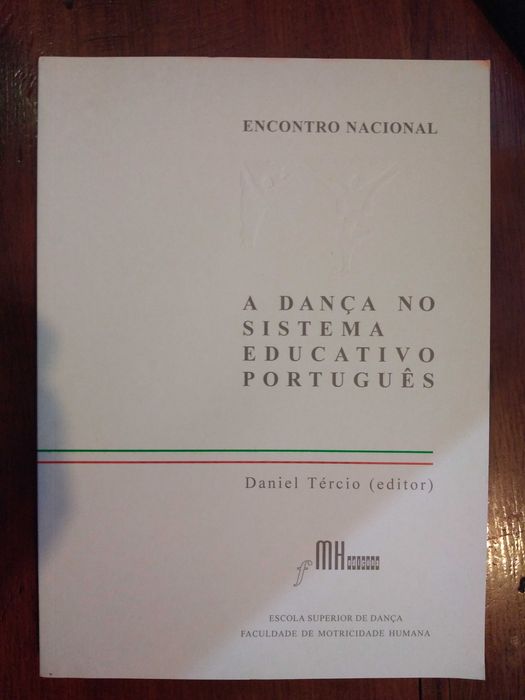 ENCONTRO NACIONAL
A DANÇA NO
SISTEMA
EDUCATIVO
PORTUGUÊS
Daniel Tércio (editor)
fMH
ESCOLA SUPERIOR DE DANÇA
FACULDADE DE MOTRICIDADE HUMANA